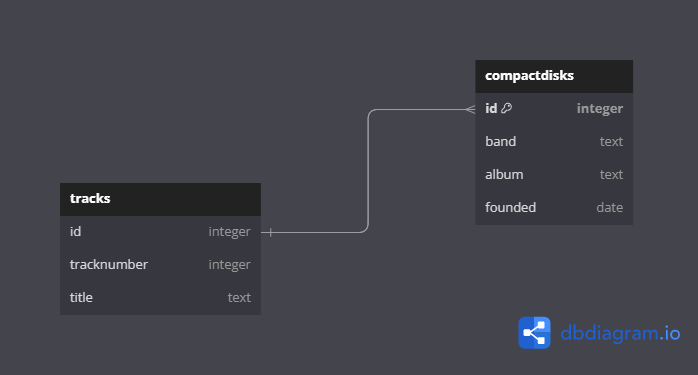 compactdisks
id integer
band text
album text
founded date
tracks
id integer
tracknumber integer
title text
dbdiagram.io